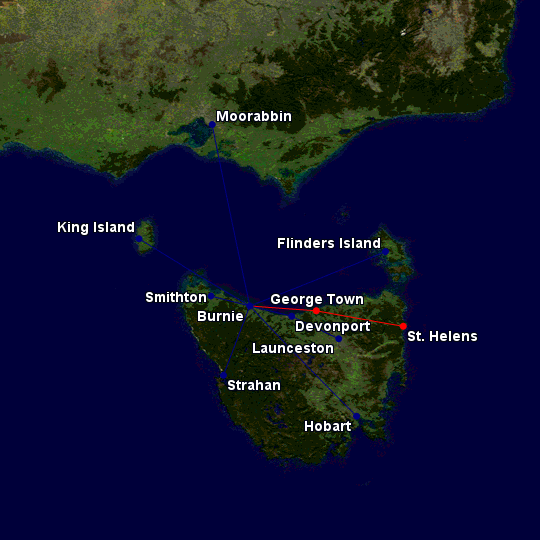 Moorabbin
King Island
Flinders Island
Smithton
George Town
Burnie
Devonport
St. Helens
Launceston
Strahan
Hobart